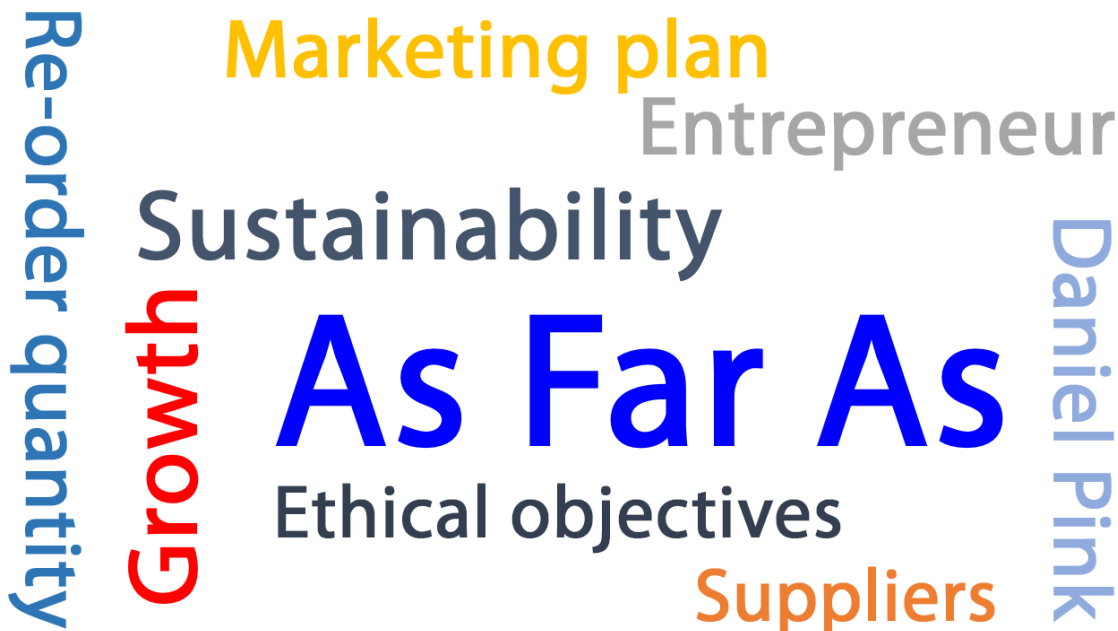 Re-order quantity
Marketing plan
Entrepreneur
Sustainability
Growth
As Far As
Daniel Pink
Ethical objectives
Suppliers